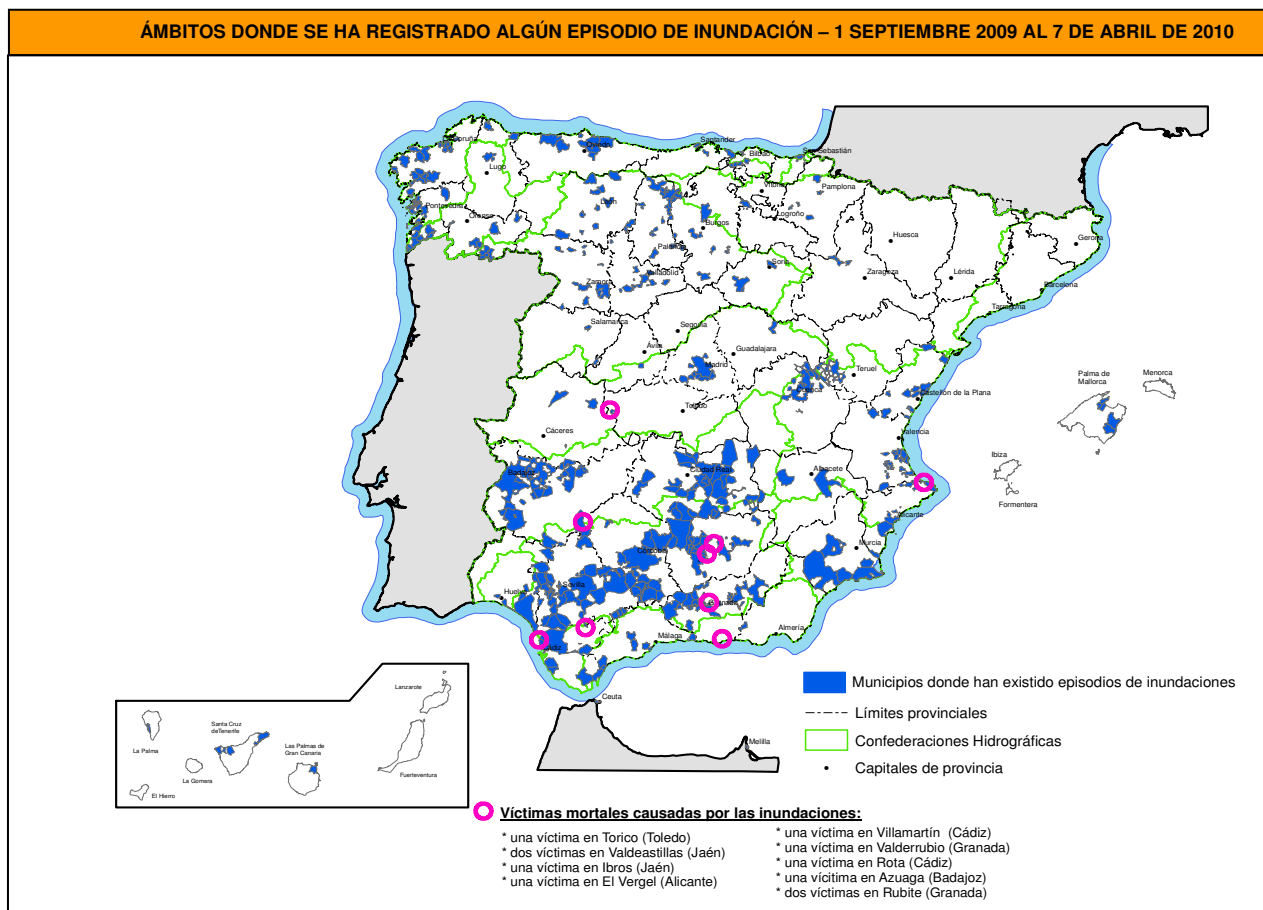 ÁMBITOS DONDE SE HA REGISTRADO ALGÚN EPISODIO DE INUNDACIÓN – 1 SEPTIEMBRE 2009 AL 7 DE ABRIL DE 2010
Santander
Bilbao
San Sebastián
Oviedo
Lugo
Vitoria
Pamplona
León
Pontevedra
Orense
Logroño
Burgos
Huesca
Gerona
Palencia
Soria
Valladolid
Zaragoza
Lérida
Zamora
Barcelona
Tarragona
Salamanca
Segovia
Avila
Guadalajara
Madrid
Teruel
Cuenca
Castellón de la Plana
Palma de
Mallorca
Menorca
Toledo
Cáceres
Valencia
Ibiza
Badajoz
Ciudad Real
Albacete
Formentera
Alicante
Córdoba
Murcia
Sevilla
Huelva
Granada
Almería
Málaga
Cádiz
Ceuta
Melilla
Lanzarote
Santa Cruz
deTenerife
La Palma
Las Palmas de
Gran Canaria
La Gomera
Fuerteventura
El Hierro
Municipios donde han existido episodios de inundaciones
Límites provinciales
Confederaciones Hidrográficas
Capitales de provincia
Víctimas mortales causadas por las inundaciones:
* una víctima en Torico (Toledo)
* dos víctimas en Valdeastillas (Jaén)
* una víctima en Ibros (Jaén)
* una víctima en El Vergel (Alicante)
* una víctima en Villamartín (Cádiz)
* una víctima en Valderrubio (Granada)
* una víctima en Rota (Cádiz)
* una vícitima en Azuaga (Badajoz)
* dos víctimas en Rubite (Granada)